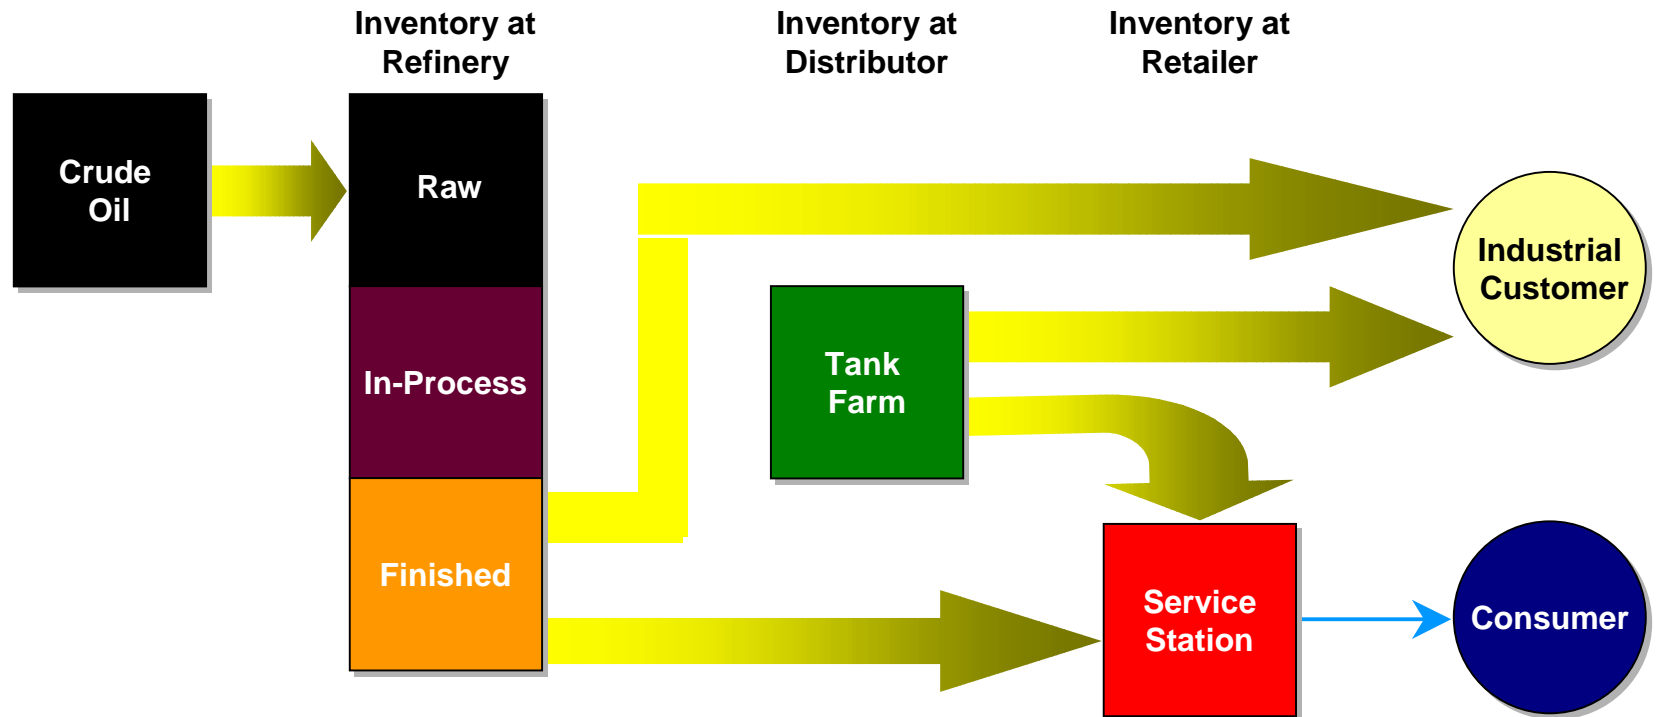 Inventory at
Refinery
Inventory at
Distributor
Inventory at
Retailer
Crude
Oil
Raw
In-Process
Finished
Tank
Farm
Service
Station
Industrial
Customer
Consumer